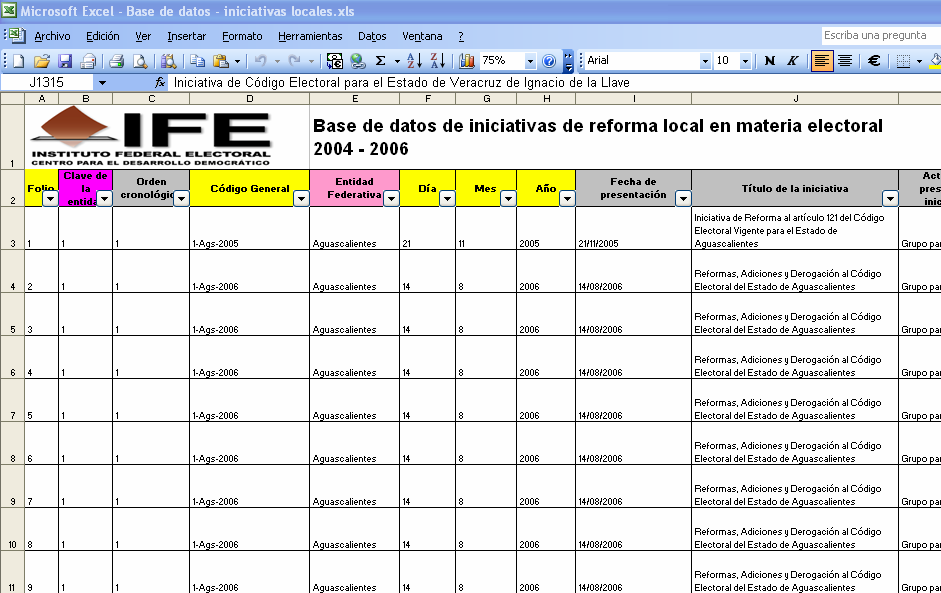 Microsoft Excel - Base de datos - iniciativas locales.xls
Archivo Edición Ver Insertar Formato Herramientas Datos Ventana ?
Escriba una pregunta
75%
Arial 10 N K €
J1315 fx Iniciativa de Código Electoral para el Estado de Veracruz de Ignacio de la Llave
A B C D E F G H I J
IFE
INSTITUTO FEDERAL ELECTORAL
CENTRO PARA EL DESARROLLO DEMOCRÁTICO
Base de datos de iniciativas de reforma local en materia electoral
2004 - 2006
1
2 Folio Clave de la entida Orden cronológic Código General Entidad Federativa Día Mes Año Fecha de presentación Título de la iniciativa Act pres inic
Iniciativa de Reforma al artículo 121 del Código
Electoral Vigente para el Estado de
3 1 1 1 1-Ags-2005 Aguascalientes 21 11 2005 21/11/2005 Aguascalientes Grupo par
Reformas, Adiciones y Derogación al Código
4 2 1 1 1-Ags-2006 Aguascalientes 14 8 2006 14/08/2006 Electoral del Estado de Aguascalientes Grupo par
Reformas, Adiciones y Derogación al Código
5 3 1 1 1-Ags-2006 Aguascalientes 14 8 2006 14/08/2006 Electoral del Estado de Aguascalientes Grupo par
Reformas, Adiciones y Derogación al Código
6 4 1 1 1-Ags-2006 Aguascalientes 14 8 2006 14/08/2006 Electoral del Estado de Aguascalientes Grupo par
Reformas, Adiciones y Derogación al Código
7 5 1 1 1-Ags-2006 Aguascalientes 14 8 2006 14/08/2006 Electoral del Estado de Aguascalientes Grupo par
Reformas, Adiciones y Derogación al Código
8 6 1 1 1-Ags-2006 Aguascalientes 14 8 2006 14/08/2006 Electoral del Estado de Aguascalientes Grupo par
Reformas, Adiciones y Derogación al Código
9 7 1 1 1-Ags-2006 Aguascalientes 14 8 2006 14/08/2006 Electoral del Estado de Aguascalientes Grupo par
Reformas, Adiciones y Derogación al Código
10 8 1 1 1-Ags-2006 Aguascalientes 14 8 2006 14/08/2006 Electoral del Estado de Aguascalientes Grupo par
Reformas, Adiciones y Derogación al Código
11 9 1 1 1-Ags-2006 Aguascalientes 14 8 2006 14/08/2006 Electoral del Estado de Aguascalientes Grupo par